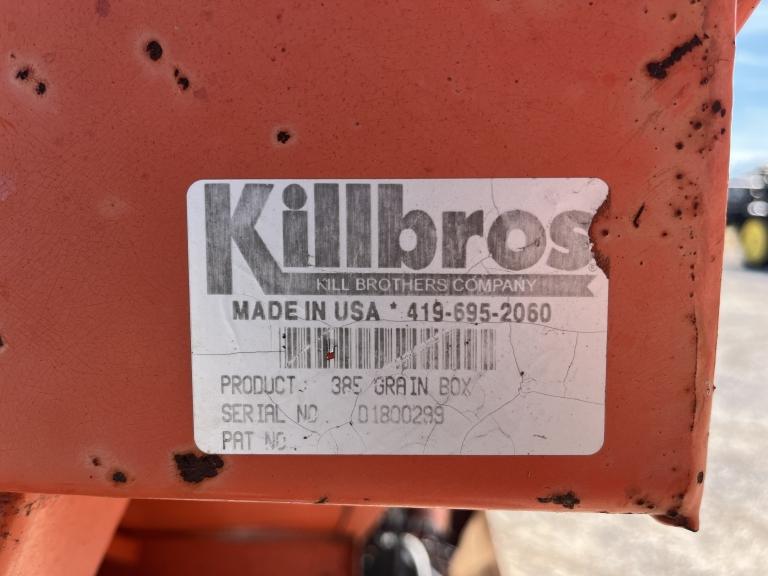 Killbros®
KILL BROTHERS COMPANY
MADE IN USA * 419-695-2060
PRODUCT: 385 GRAIN BOX
SERIAL NO. D1800299
PAT NO.